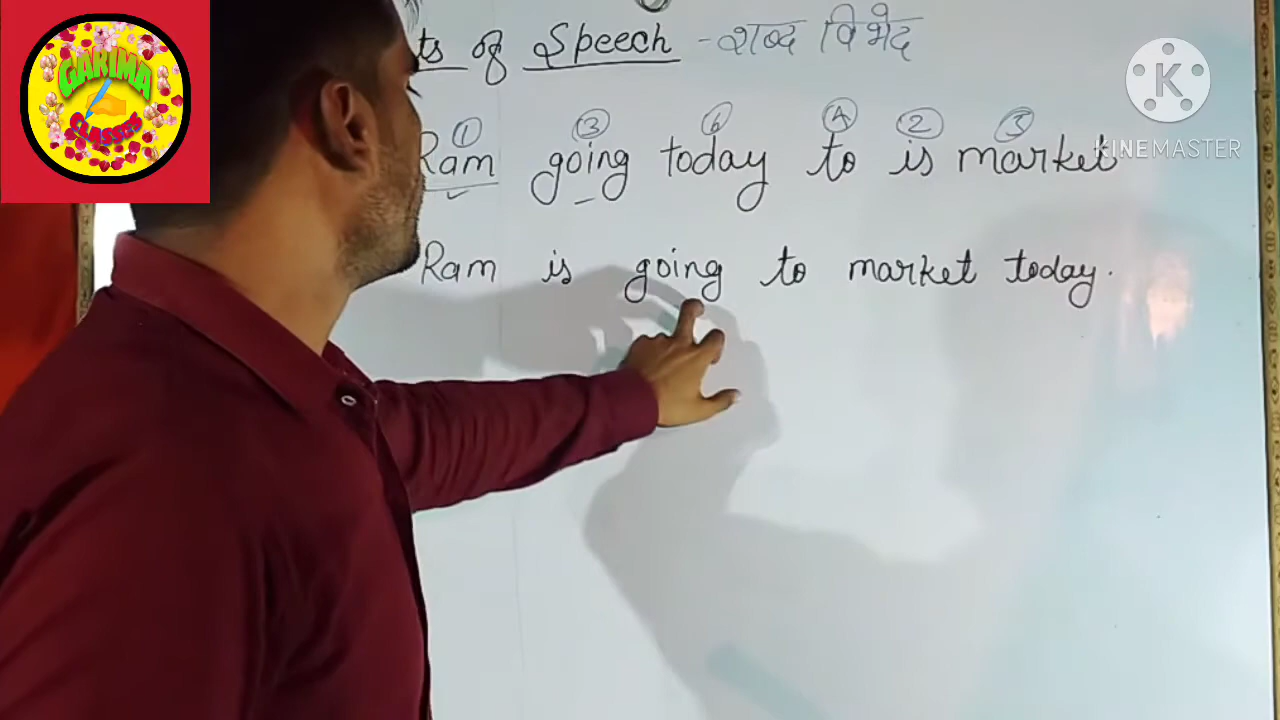 GARIMA
CLASSES
ts of Speech - शब्द विभेद
K
KINEMASTER
1 3 6 4 2 5
Ram going today to is market
Ram is going to market today.